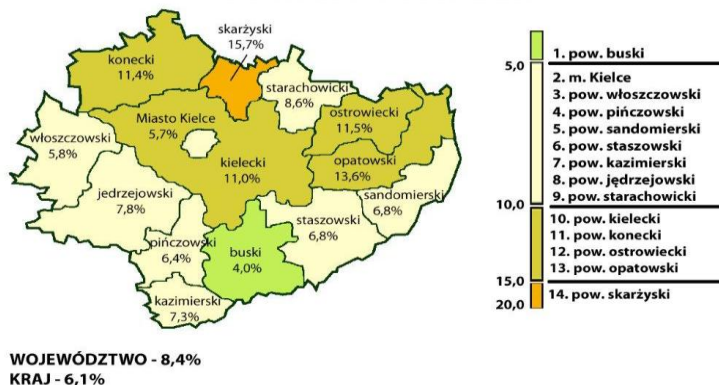 skarżyski
15,7%
konecki
11,4%
starachowicki
8,6%
Miasto Kielce
5,7%
ostrowiecki
11,5%
włoszczowski
5,8%
kielecki
11,0%
opatowski
13,6%
jedrzejowski
7,8%
sandomierski
6,8%
staszowski
6,8%
pińczowski
6,4%
buski
4,0%
kazimierski
7,3%
WOJEWÓDZTWO - 8,4%
KRAJ - 6,1%
1. pow. buski
5,0
2. m. Kielce
3. pow. włoszczowski
4. pow. pińczowski
5. pow. sandomierski
6. pow. staszowski
7. pow. kazimierski
8. pow. jędrzejowski
9. pow. starachowicki
10,0
10. pow. kielecki
11. pow. konecki
12. pow. ostrowiecki
13. pow. opatowski
15,0
14. pow. skarżyski
20,0